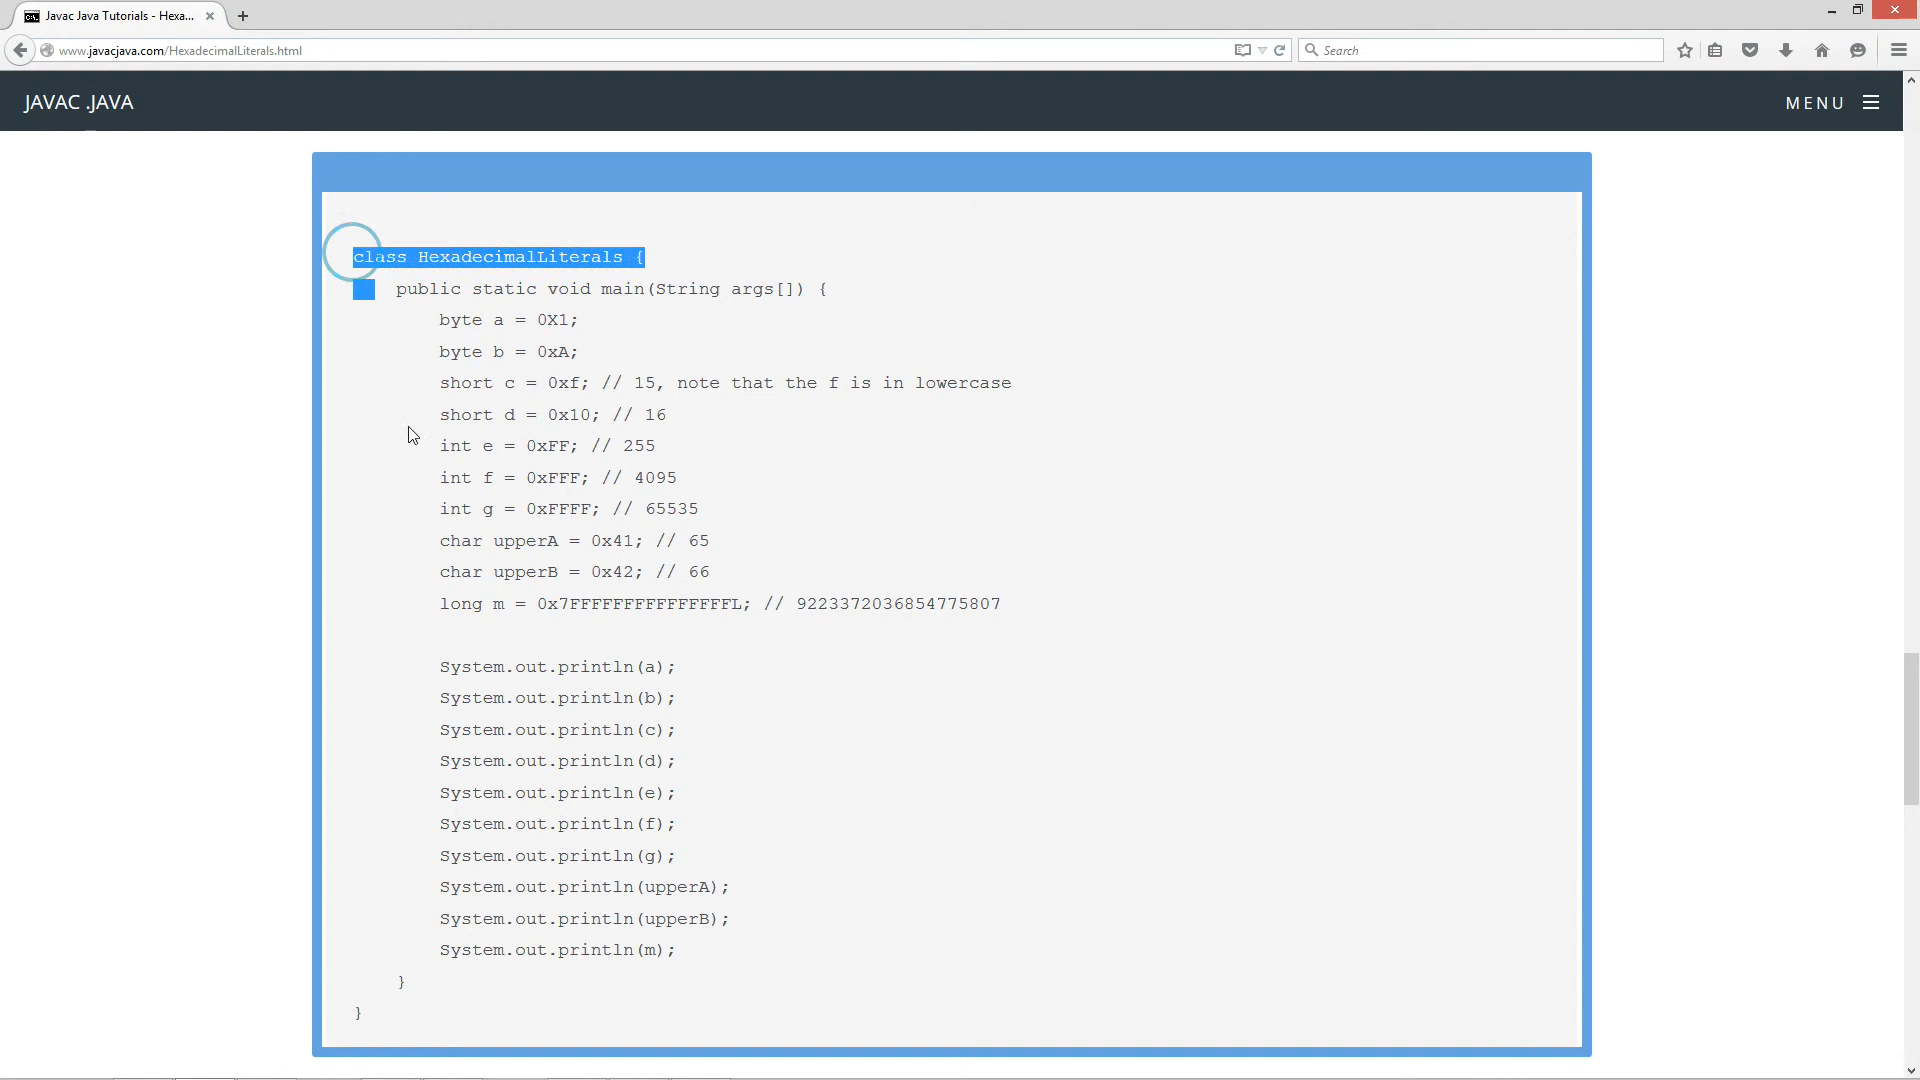 Javac Java Tutorials - Hexa...
www.javacjava.com/HexadecimalLiterals.html
Search
JAVAC .JAVA
MENU
class HexadecimalLiterals {
    public static void main(String args[]) {
        byte a = 0X1;
        byte b = 0xA;
        short c = 0xf; // 15, note that the f is in lowercase
        short d = 0x10; // 16
        int e = 0xFF; // 255
        int f = 0xFFF; // 4095
        int g = 0xFFFF; // 65535
        char upperA = 0x41; // 65
        char upperB = 0x42; // 66
        long m = 0x7FFFFFFFFFFFFFFFL; // 9223372036854775807
        System.out.println(a);
        System.out.println(b);
        System.out.println(c);
        System.out.println(d);
        System.out.println(e);
        System.out.println(f);
        System.out.println(g);
        System.out.println(upperA);
        System.out.println(upperB);
        System.out.println(m);
    }
}